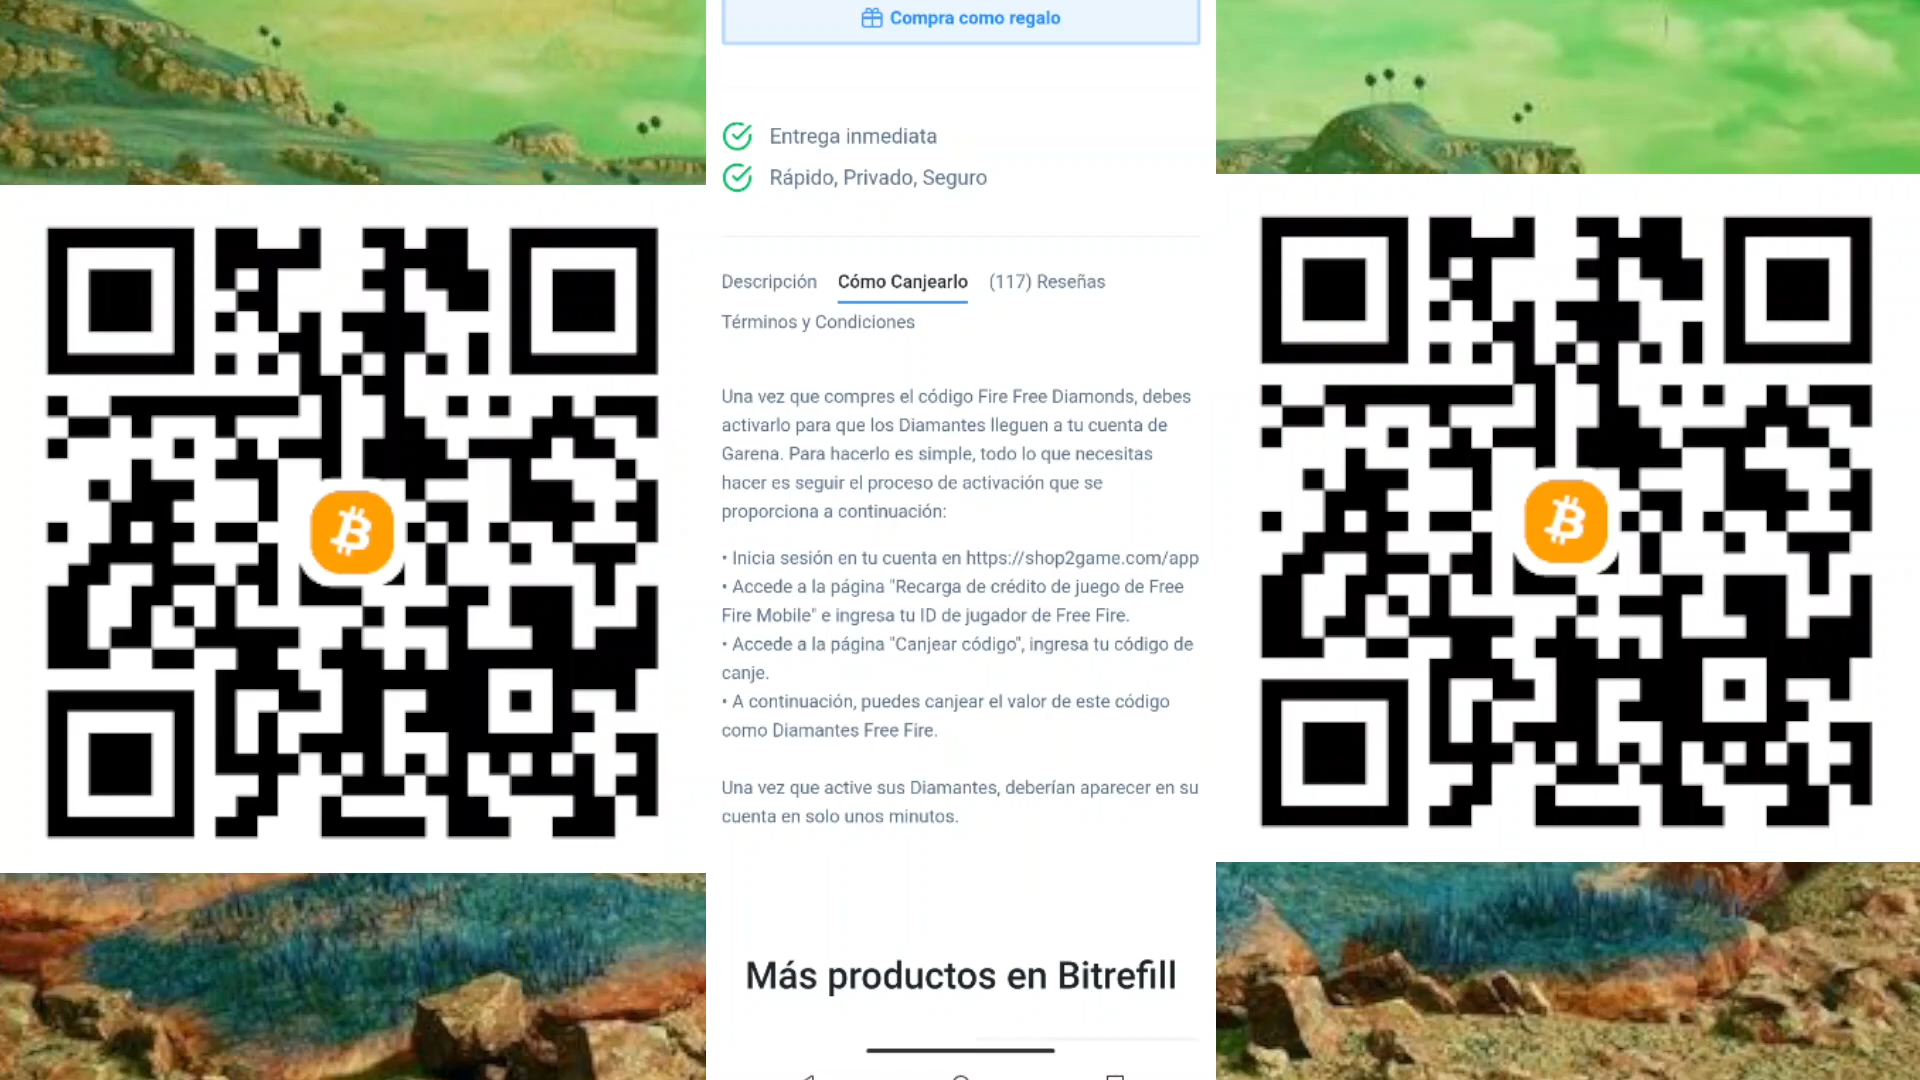 Compra como regalo
Entrega inmediata
Rápido, Privado, Seguro
Descripción Cómo Canjearlo (117) Reseñas
Términos y Condiciones
Una vez que compres el código Fire Free Diamonds, debes
activarlo para que los Diamantes lleguen a tu cuenta de
Garena. Para hacerlo es simple, todo lo que necesitas
hacer es seguir el proceso de activación que se
proporciona a continuación:
• Inicia sesión en tu cuenta en https://shop2game.com/app
• Accede a la página "Recarga de crédito de juego de Free
Fire Mobile" e ingresa tu ID de jugador de Free Fire.
• Accede a la página "Canjear código", ingresa tu código de
canje.
• A continuación, puedes canjear el valor de este código
como Diamantes Free Fire.
Una vez que active sus Diamantes, deberían aparecer en su
cuenta en solo unos minutos.
Más productos en Bitrefill